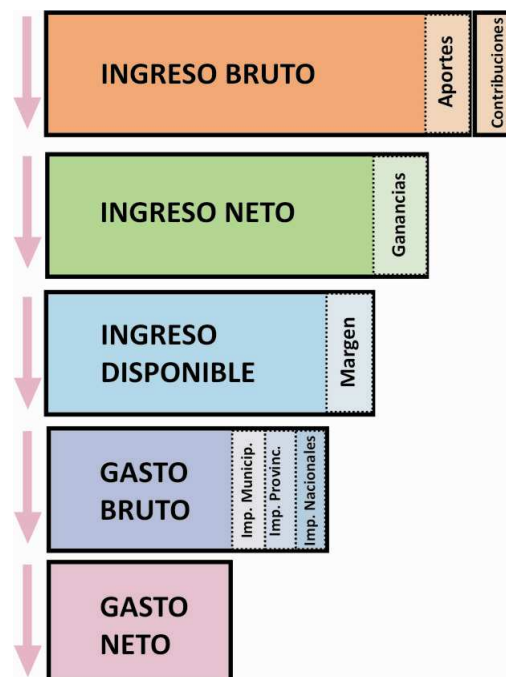 INGRESO BRUTO
Aportes
Contribuciones
INGRESO NETO
Ganancias
INGRESO
DISPONIBLE
Margen
GASTO
BRUTO
Imp. Municip.
Imp. Provinc.
Imp. Nacionales
GASTO
NETO